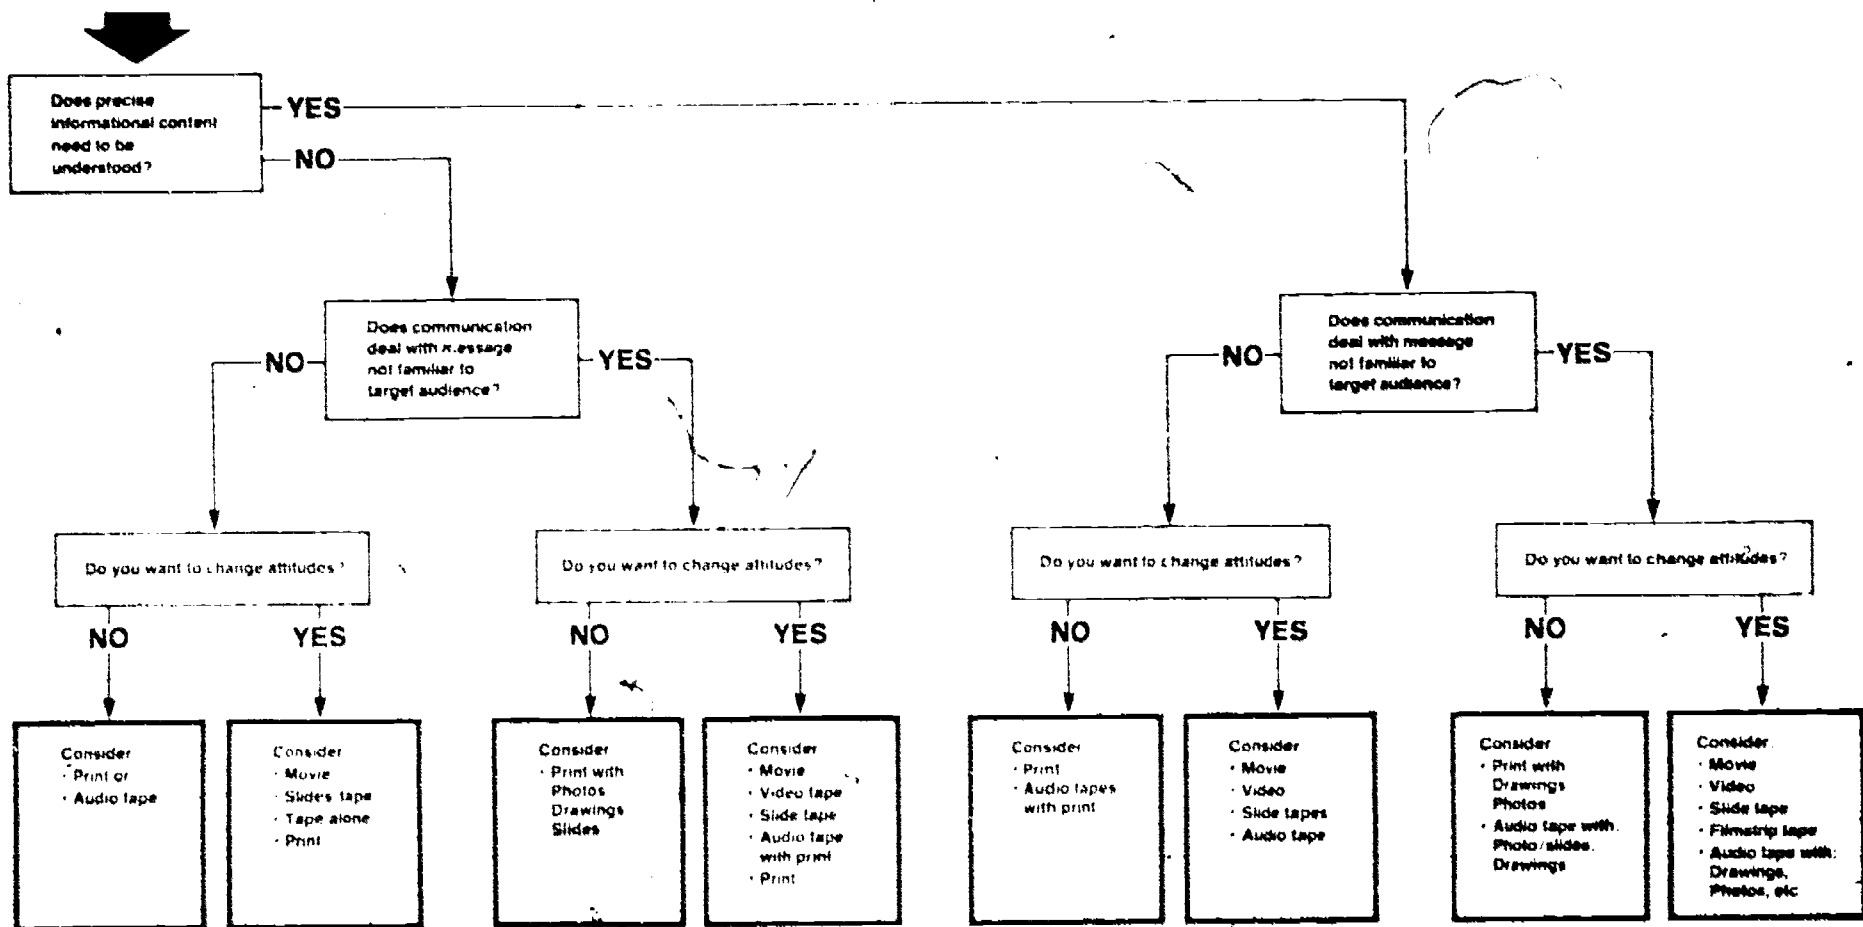 Does precise
informational content
need to be
understood?
YES
NO
Does communication
deal with message
not familiar to
target audience?
NO
YES
Does communication
deal with message
not familiar to
target audience?
NO
YES
Do you want to change attitudes?
NO
YES
Do you want to change attitudes?
NO
YES
Do you want to change attitudes?
NO
YES
Do you want to change attitudes?
NO
YES
Consider
· Print or
· Audio tape
Consider
· Movie
· Slides tape
· Tape alone
· Print
Consider
· Print with
Photos
Drawings
Slides
Consider
· Movie
· Video tape
· Slide tape
· Audio tape
with print
· Print
Consider
· Print
· Audio tapes
with print
Consider
· Movie
· Video
· Slide tapes
· Audio tape
Consider
· Print with
Drawings
Photos
· Audio tape with
Photo/slides,
Drawings
Consider
· Movie
· Video
· Slide tape
· Filmstrip tape
· Audio tape with:
Drawings,
Photos, etc